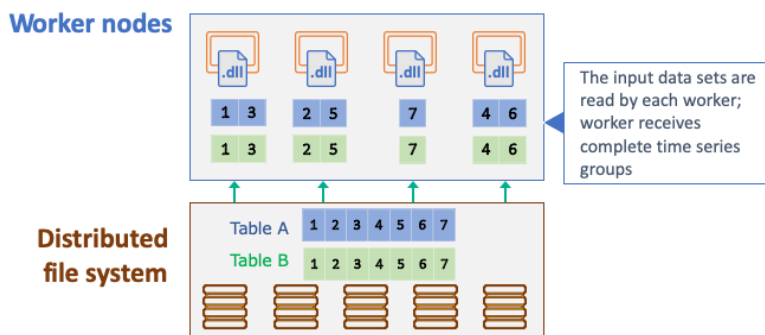 Worker nodes
.dll .dll .dll .dll
1 3 2 5 7 4 6
1 3 2 5 7 4 6
The input data sets are
read by each worker;
worker receives
complete time series
groups
Distributed
file system
Table A 1 2 3 4 5 6 7
Table B 1 2 3 4 5 6 7